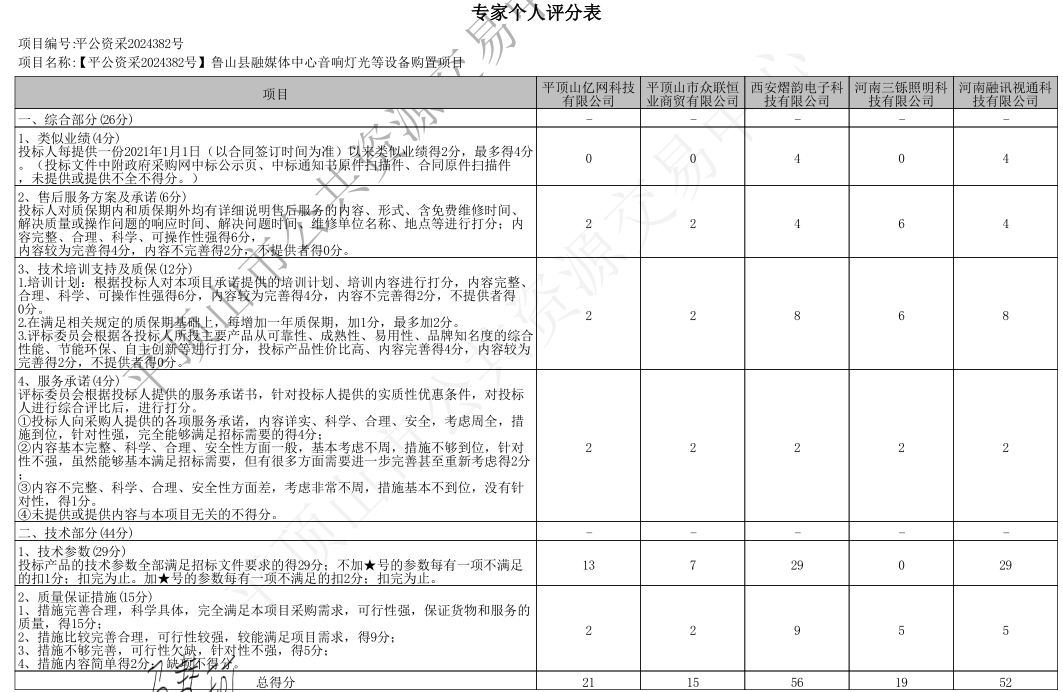 专家个人评分表
项目编号:平公资采2024382号
项目名称:【平公资采2024382号】鲁山县融媒体中心音响灯光等设备购置项目
项目 平顶山亿网科技有限公司 平顶山市众联恒业商贸有限公司 西安熠韵电子科技有限公司 河南三铄照明科技有限公司 河南融讯视通科技有限公司
一、综合部分(26分) – – – – –
1、类似业绩(4分)
投标人每提供一份2021年1月1日（以合同签订时间为准）以来类似业绩得2分，最多得4分
。（投标文件中附政府采购网中标公示页、中标通知书原件扫描件、合同原件扫描件
，未提供或提供不全不得分。）
0 0 4 0 4
2、售后服务方案及承诺(6分)
投标人对质保期内和质保期外均有详细说明售后服务的内容、形式、含免费维修时间、
解决质量或操作问题的响应时间、解决问题时间、维修单位名称、地点等进行打分；内
容完整、合理、科学、可操作性强得6分，
内容较为完善得4分，内容不完善得2分，不提供者得0分。
2 2 4 6 4
3、技术培训支持及质保(12分)
1.培训计划：根据投标人对本项目承诺提供的培训计划、培训内容进行打分，内容完整、
合理、科学、可操作性强得6分，内容较为完善得4分，内容不完善得2分，不提供者得
0分。
2.在满足相关规定的质保期基础上，每增加一年质保期，加1分，最多加2分。
3.评标委员会根据各投标人所投主要产品从可靠性、成熟性、易用性、品牌知名度的综合
性能、节能环保、自主创新等进行打分，投标产品性价比高、内容完善得4分，内容较为
完善得2分，不提供者得0分。
2 2 8 6 8
4、服务承诺(4分)
评标委员会根据投标人提供的服务承诺书，针对投标人提供的实质性优惠条件，对投标
人进行综合评比后，进行打分。
①投标人向采购人提供的各项服务承诺，内容详实、科学、合理、安全，考虑周全，措
施到位，针对性强，完全能够满足招标需要的得4分；
②内容基本完整、科学、合理、安全性方面一般，基本考虑不周，措施不够到位，针对
性不强，虽然能够基本满足招标需要，但有很多方面需要进一步完善甚至重新考虑得2分
；
③内容不完整、科学、合理、安全性方面差，考虑非常不周，措施基本不到位，没有针
对性，得1分。
④未提供或提供内容与本项目无关的不得分。
2 2 2 2 2
二、技术部分(44分) – – – – –
1、技术参数(29分)
投标产品的技术参数全部满足招标文件要求的得29分；不加★号的参数每有一项不满足
的扣1分；扣完为止。加★号的参数每有一项不满足的扣2分；扣完为止。
13 7 29 0 29
2、质量保证措施(15分)
1、措施完善合理，科学具体，完全满足本项目采购需求，可行性强，保证货物和服务的
质量，得15分；
2、措施比较完善合理，可行性较强，较能满足项目需求，得9分；
3、措施不够完善，可行性欠缺，针对性不强，得5分；
4、措施内容简单得2分；缺项不得分。
2 2 9 5 5
总得分 21 15 56 19 52
平顶山市公共资源交易中
平顶山市公共资源交易中心